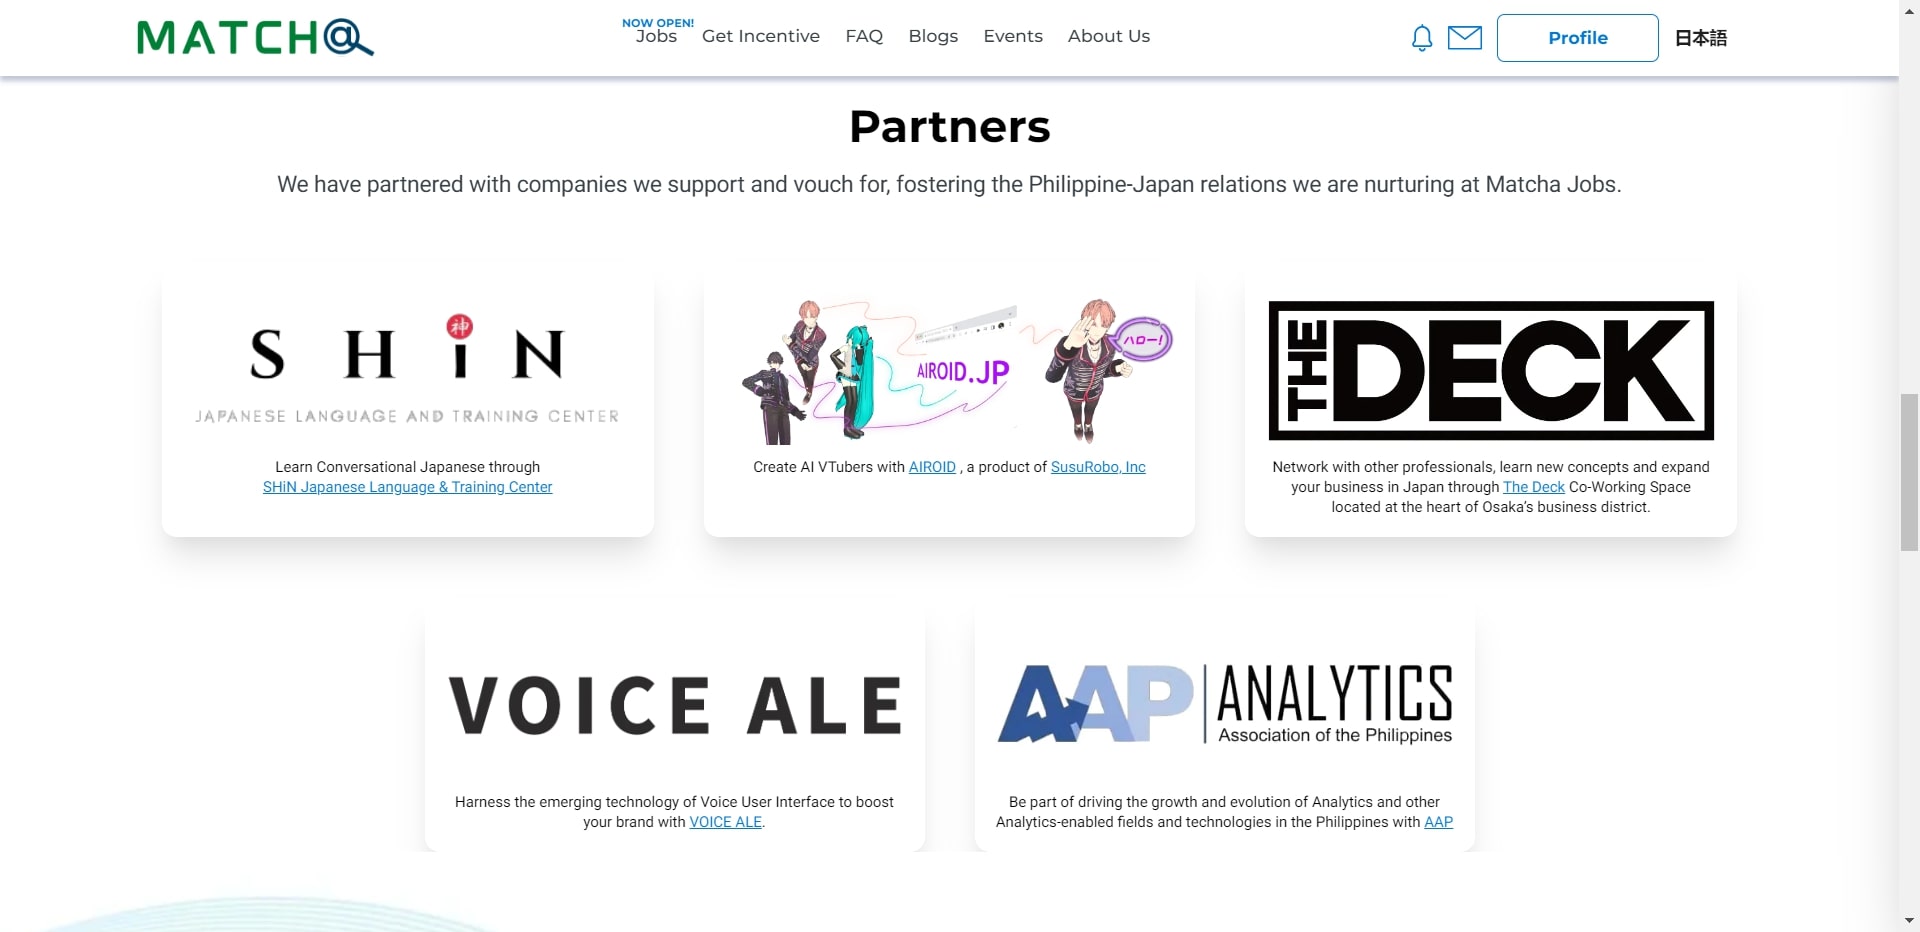 MATCH@
NOW OPEN!
Jobs
Get Incentive
FAQ
Blogs
Events
About Us
Profile
日本語
Partners
We have partnered with companies we support and vouch for, fostering the Philippine-Japan relations we are nurturing at Matcha Jobs.
神
SHiN
JAPANESE LANGUAGE AND TRAINING CENTER
Learn Conversational Japanese through
SHiN Japanese Language & Training Center
AIROID.JP
ハロー!
Create AI VTubers with AIROID , a product of SusuRobo, Inc
THE DECK
Network with other professionals, learn new concepts and expand
your business in Japan through The Deck Co-Working Space
located at the heart of Osaka’s business district.
VOICE ALE
Harness the emerging technology of Voice User Interface to boost
your brand with VOICE ALE.
AAP
ANALYTICS
Association of the Philippines
Be part of driving the growth and evolution of Analytics and other
Analytics-enabled fields and technologies in the Philippines with AAP